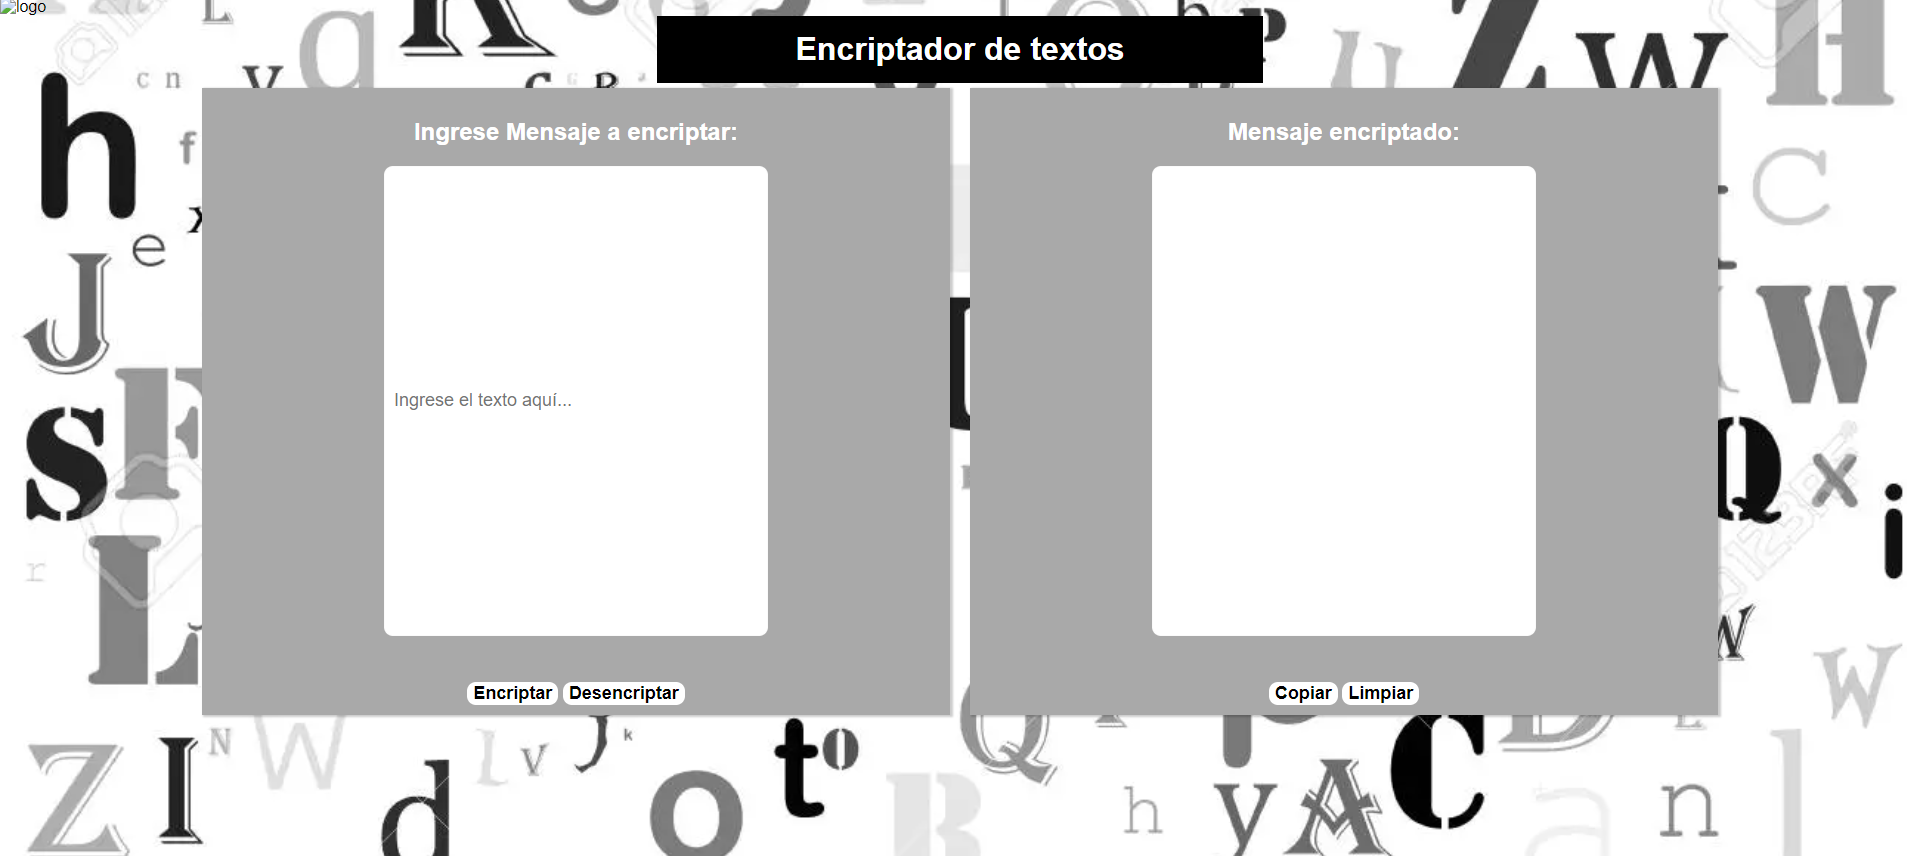 logo
Encriptador de textos
Ingrese Mensaje a encriptar:
Ingrese el texto aquí...
Encriptar Desencriptar
Mensaje encriptado:
Copiar Limpiar